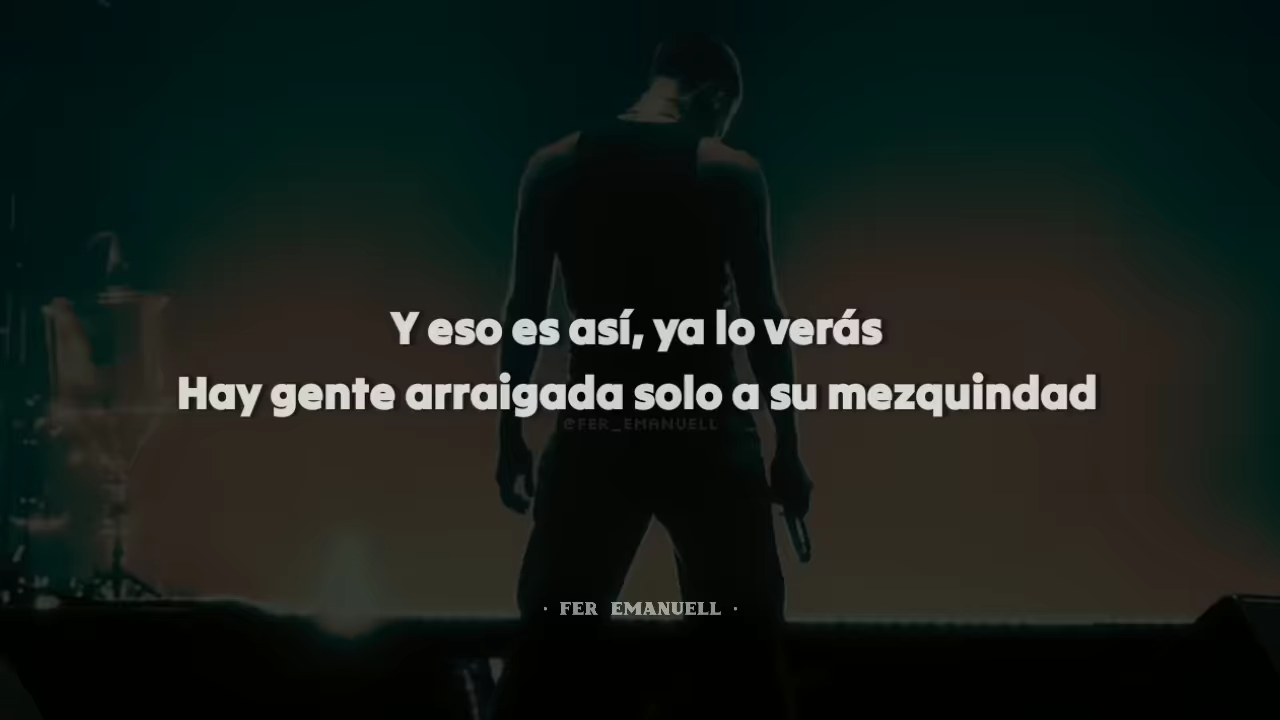 Y eso es así, ya lo verás
Hay gente arraigada solo a su mezquindad
@FER_EMANUELL
· FER EMANUELL ·